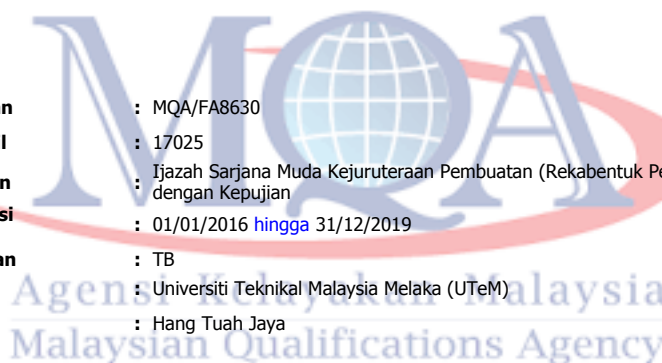 MQA
an : MQA/FA8630
l : 17025
n : Ijazah Sarjana Muda Kejuruteraan Pembuatan (Rekabentuk Pe
dengan Kepujian
si : 01/01/2016 hingga 31/12/2019
an : TB
: Universiti Teknikal Malaysia Melaka (UTeM)
: Hang Tuah Jaya
Agensi Kelayakan Malaysia
Malaysian Qualifications Agency